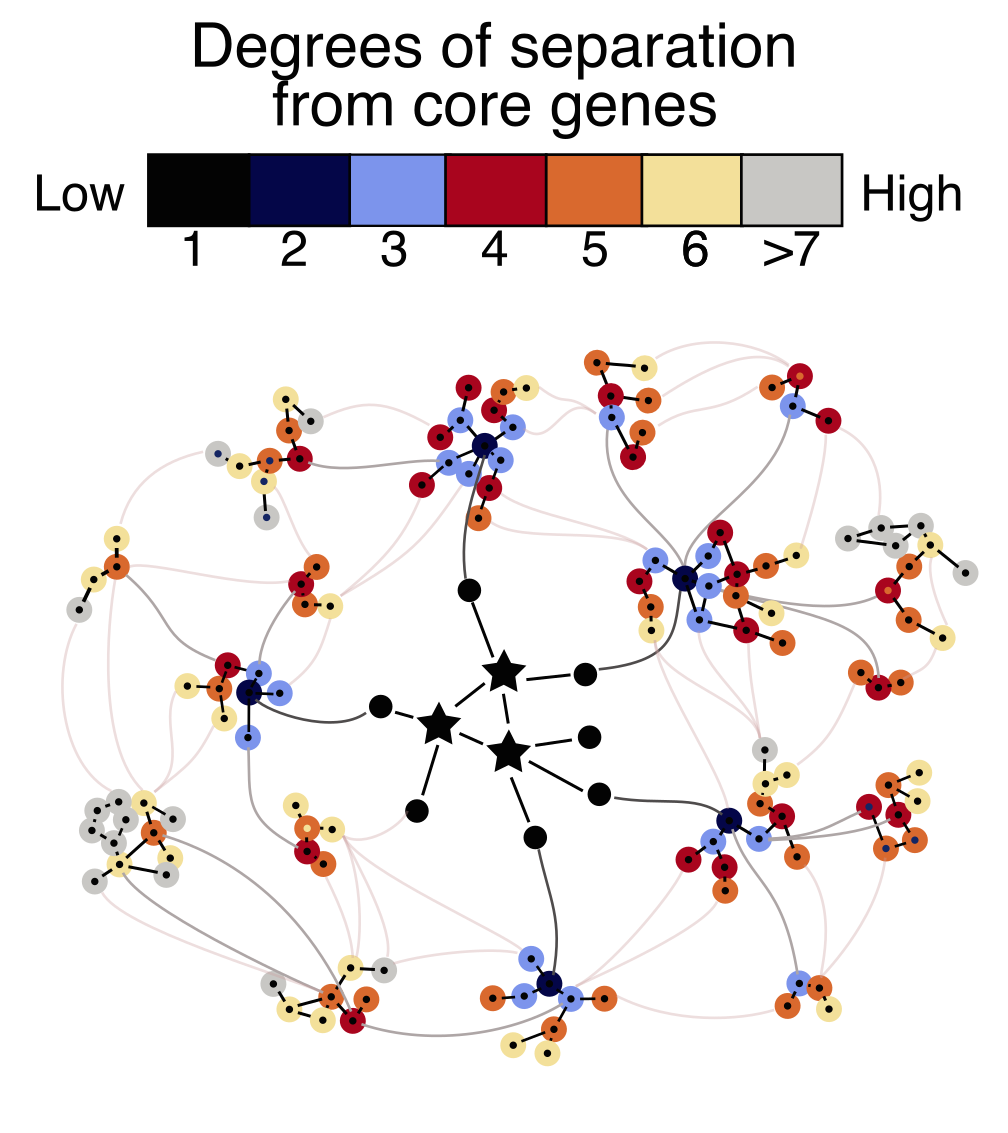 Degrees of separation
from core genes
Low High
1 2 3 4 5 6 >7